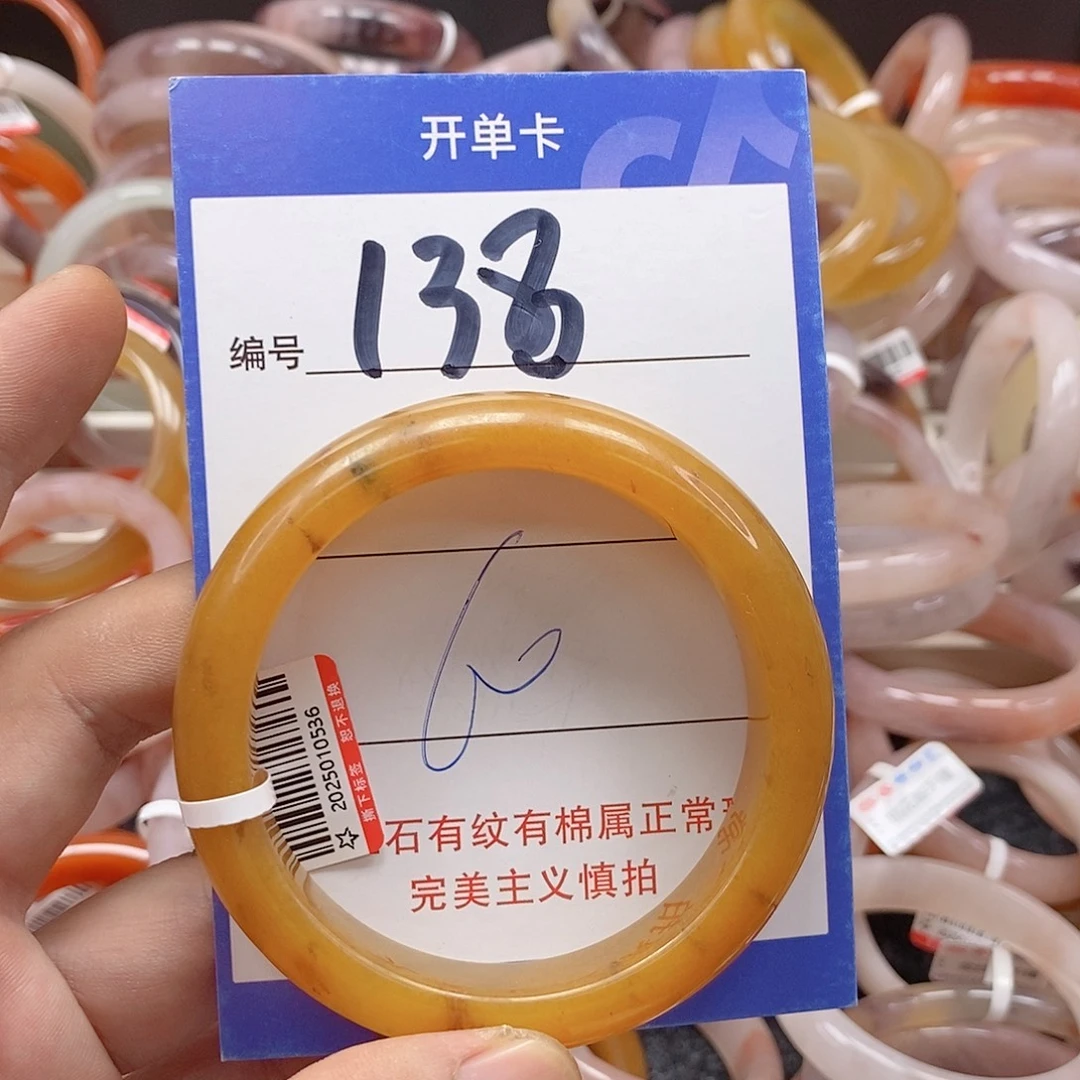 开单卡
编号 138
6
2025010536
撕下标签 恕不退换
石有纹有棉属正常
完美主义慎拍